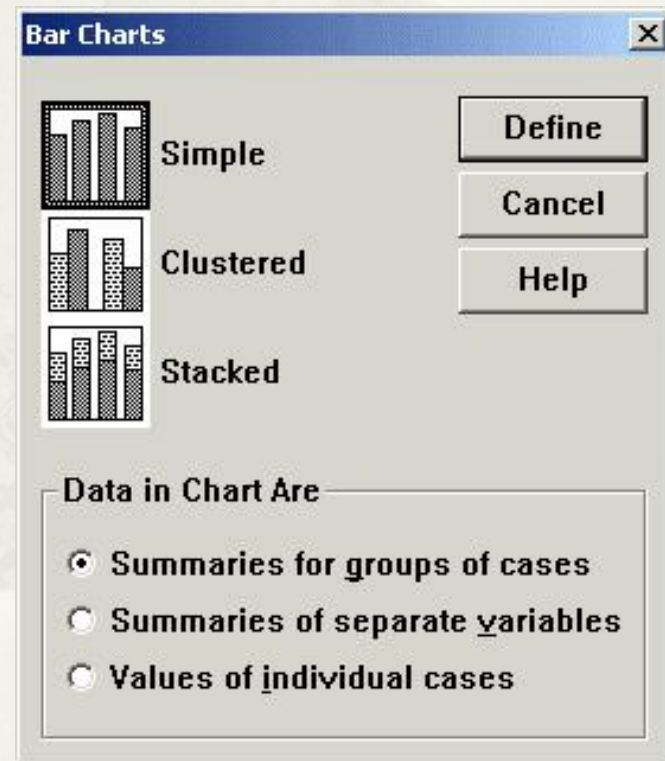 Bar Charts
Simple
Define
Cancel
Clustered
Help
Stacked
Data in Chart Are
Summaries for groups of cases
Summaries of separate variables
Values of individual cases